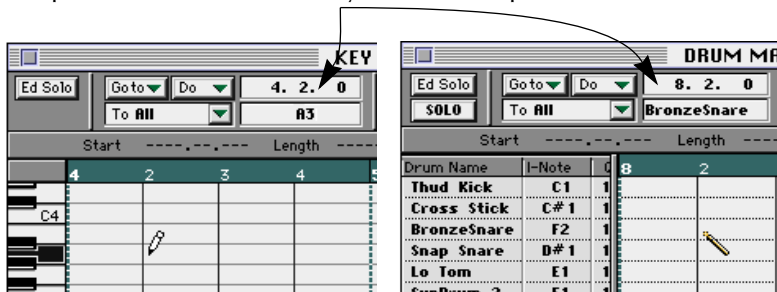 KEY
Ed Solo Goto Do 4. 2. 0
To All A3
Start ----.--.--- Length -----
4 2 3 4 5
C4
DRUM MA
Ed Solo Goto Do 8. 2. 0
SOLO To All BronzeSnare
Start ----.--.--- Length ----
Drum Name I-Note Q 8 2
Thud Kick C1 1
Cross Stick C#1 1
BronzeSnare F2 1
Snap Snare D#1 1
Lo Tom E1 1